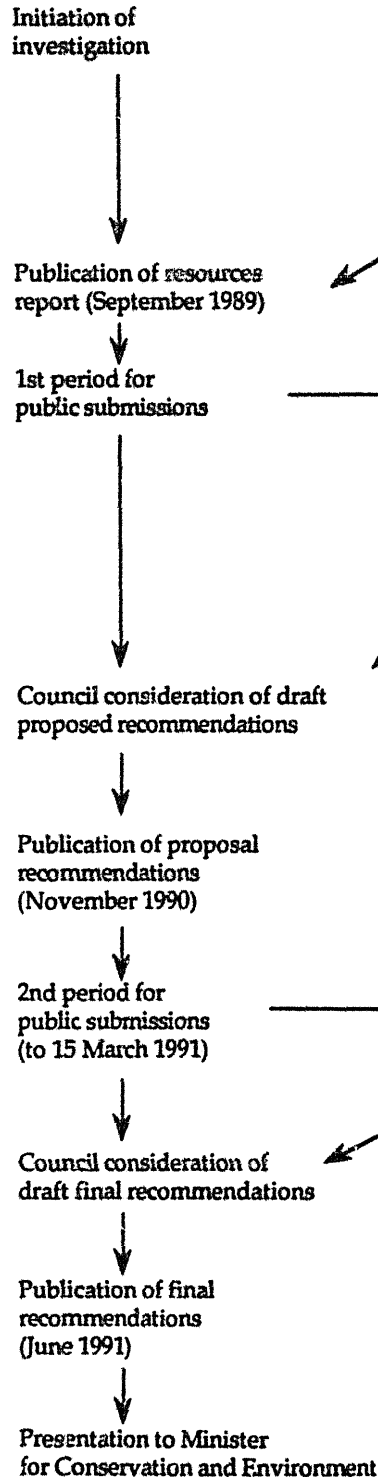 Initiation of
investigation
Publication of resources
report (September 1989)
1st period for
public submissions
Council consideration of draft
proposed recommendations
Publication of proposal
recommendations
(November 1990)
2nd period for
public submissions
(to 15 March 1991)
Council consideration of
draft final recommendations
Publication of final
recommendations
(June 1991)
Presentation to Minister
for Conservation and Environment